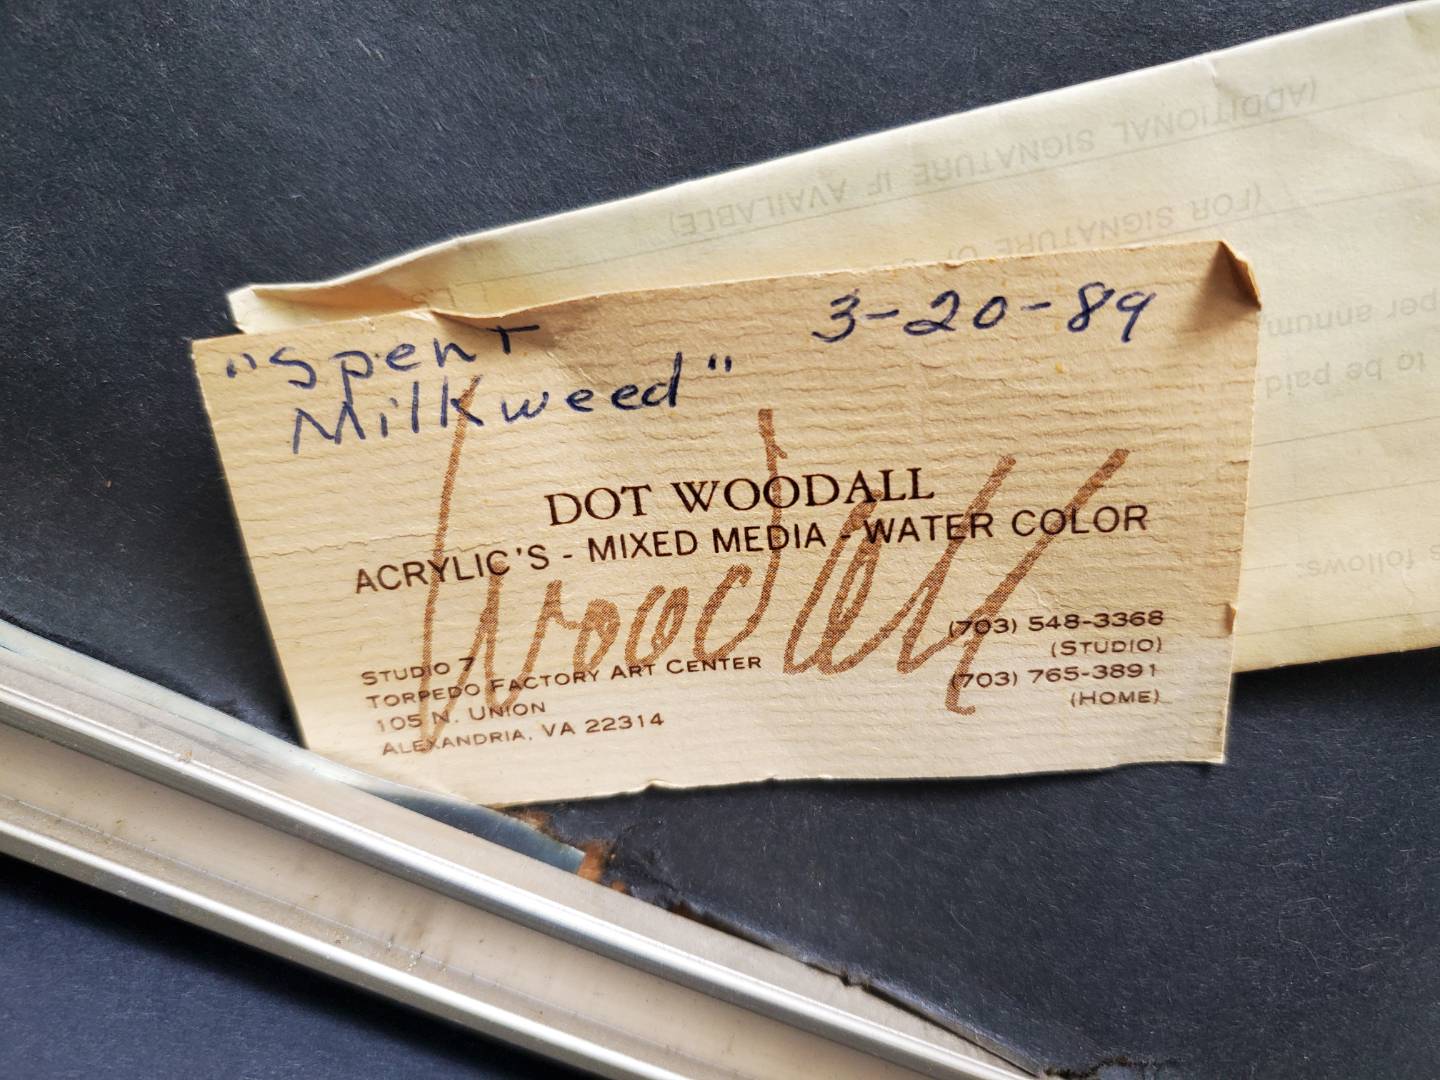 (ADDITIONAL SIGNATURE IF AVAILABLE)
(FOR SIGNATURE OF
per annum,
to be paid
follows:
"Spent 3-20-89
Milkweed"
DOT WOODALL
ACRYLIC'S - MIXED MEDIA - WATER COLOR
Woodall
(703) 548-3368
(STUDIO)
(703) 765-3891
(HOME)
STUDIO 7
TORPEDO FACTORY ART CENTER
105 N. UNION
ALEXANDRIA, VA 22314